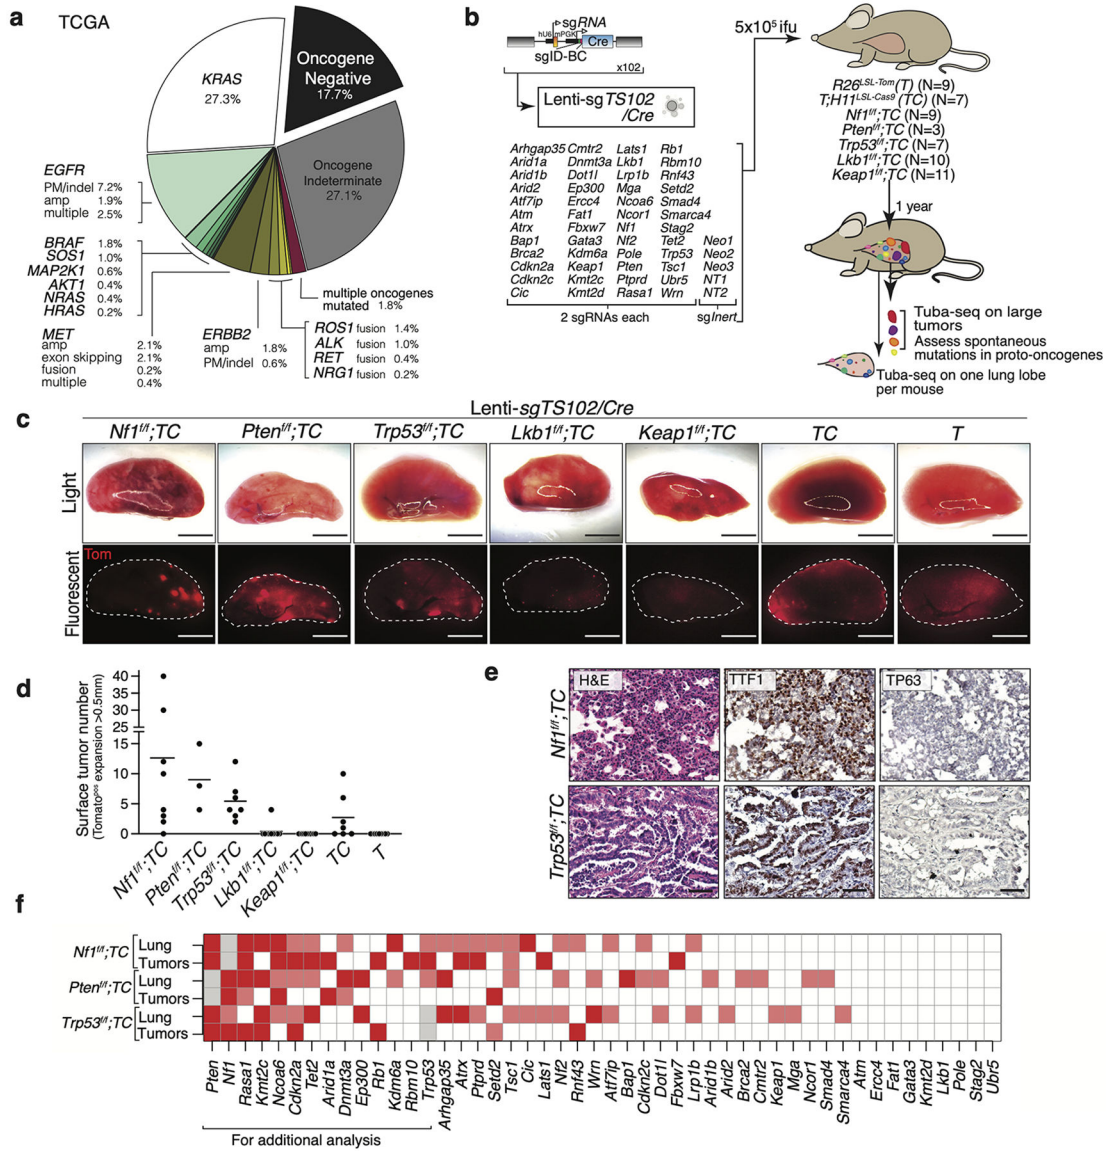 a
TCGA
KRAS
27.3%
Oncogene
Negative
17.7%
Oncogene
Indeterminate
27.1%
EGFR
PM/indel 7.2%
amp 1.9%
multiple 2.5%
BRAF 1.8%
SOS1 1.0%
MAP2K1 0.6%
AKT1 0.4%
NRAS 0.4%
HRAS 0.2%
MET
amp 2.1%
exon skipping 2.1%
fusion 0.2%
multiple 0.4%
ERBB2
amp 1.8%
PM/indel 0.6%
multiple oncogenes
mutated 1.8%
ROS1 fusion 1.4%
ALK fusion 1.0%
RET fusion 0.4%
NRG1 fusion 0.2%
b
sgRNA
hU6 mPGK
Cre
sgID-BC
x102
Lenti-sgTS102
/Cre
5x10⁵ ifu
Arhgap35 Cmtr2 Lats1 Rb1
Arid1a Dnmt3a Lkb1 Rbm10
Arid1b Dot1l Lrp1b Rnf43
Arid2 Ep300 Mga Setd2
Atf7ip Ercc4 Ncoa6 Smad4
Atm Fat1 Ncor1 Smarca4
Atrx Fbxw7 Nf1 Stag2
Bap1 Gata3 Nf2 Tet2 Neo1
Brca2 Kdm6a Pole Trp53 Neo2
Cdkn2a Keap1 Pten Tsc1 Neo3
Cdkn2c Kmt2c Ptprd Ubr5 NT1
Cic Kmt2d Rasa1 Wrn NT2
2 sgRNAs each
sgInert
R26ᴸˢᴸ⁻ᵀᵒᵐ(T) (N=9)
T;H11ᴸˢᴸ⁻ᶜᵃˢ⁹(TC) (N=7)
Nf1ᶠ/ᶠ;TC (N=9)
Ptenᶠ/ᶠ;TC (N=3)
Trp53ᶠ/ᶠ;TC (N=7)
Lkb1ᶠ/ᶠ;TC (N=10)
Keap1ᶠ/ᶠ;TC (N=11)
1 year
Tuba-seq on large
tumors
Assess spontaneous
mutations in proto-oncogenes
Tuba-seq on one lung lobe
per mouse
c
Lenti-sgTS102/Cre
Nf1ᶠ/ᶠ;TC Ptenᶠ/ᶠ;TC Trp53ᶠ/ᶠ;TC Lkb1ᶠ/ᶠ;TC Keap1ᶠ/ᶠ;TC TC T
Light
Fluorescent
Tom
d
Surface tumor number
(Tomatoᵖᵒˢ expansion >0.5mm)
40
35
30
25
15
10
5
0
Nf1ᶠ/ᶠ;TC
Ptenᶠ/ᶠ;TC
Trp53ᶠ/ᶠ;TC
Lkb1ᶠ/ᶠ;TC
Keap1ᶠ/ᶠ;TC
TC
T
e
H&E TTF1 TP63
Nf1ᶠ/ᶠ;TC
Trp53ᶠ/ᶠ;TC
f
Nf1ᶠ/ᶠ;TC
Lung
Tumors
Ptenᶠ/ᶠ;TC
Lung
Tumors
Trp53ᶠ/ᶠ;TC
Lung
Tumors
Pten Nf1 Rasa1 Kmt2c Ncoa6 Cdkn2a Tet2 Arid1a Dnmt3a Ep300 Rb1 Kdm6a Rbm10 Trp53 Arhgap35 Atrx Ptprd Setd2 Tsc1 Cic Lats1 Nf2 Rnf43 Wrn Atf7ip Bap1 Cdkn2c Dot1l Fbxw7 Lrp1b Arid1b Arid2 Brca2 Cmtr2 Keap1 Mga Ncor1 Smad4 Smarca4 Atm Ercc4 Fat1 Gata3 Kmt2d Lkb1 Pole Stag2 Ubr5
For additional analysis